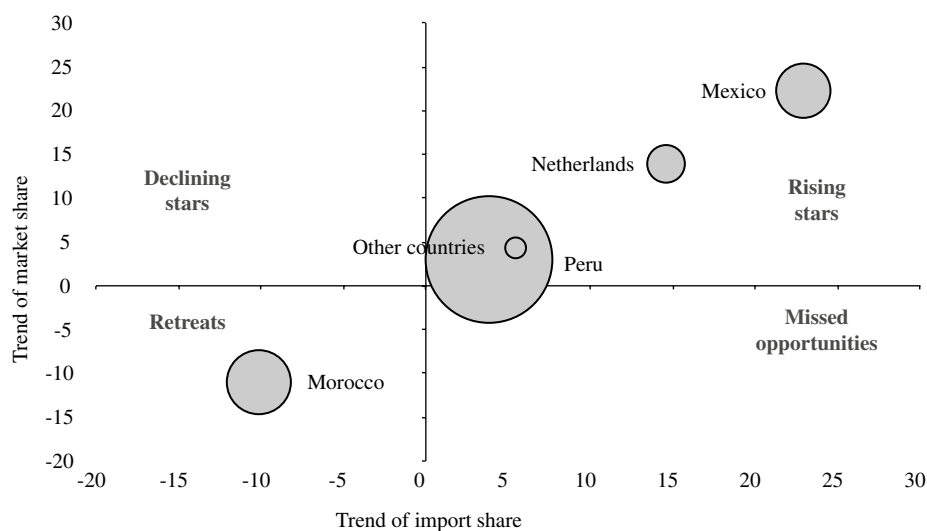 30
25
20
15
10
5
0
-5
-10
-15
-20
Trend of market share
Mexico
Netherlands
Declining
stars
Rising
stars
Other countries
Peru
Retreats
Missed
opportunities
Morocco
-20
-15
-10
-5
0
5
10
15
20
25
30
Trend of import share